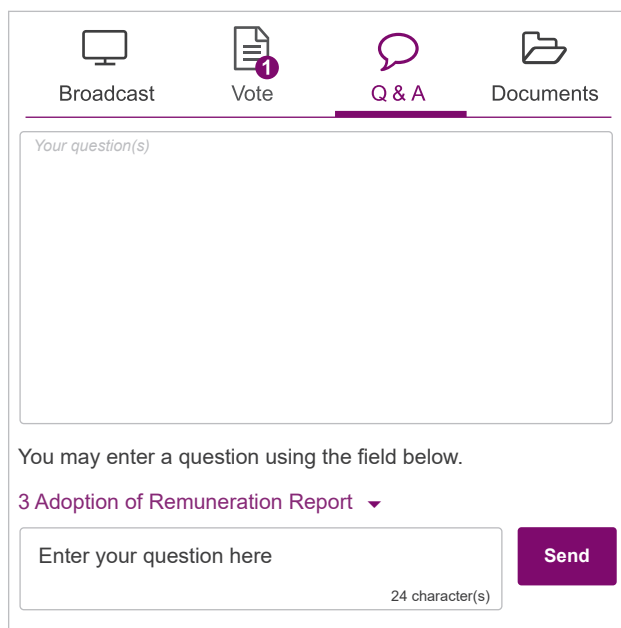 Broadcast
1
Vote
Q & A
Documents
Your question(s)
You may enter a question using the field below.
3 Adoption of Remuneration Report
Enter your question here
Send
24 character(s)